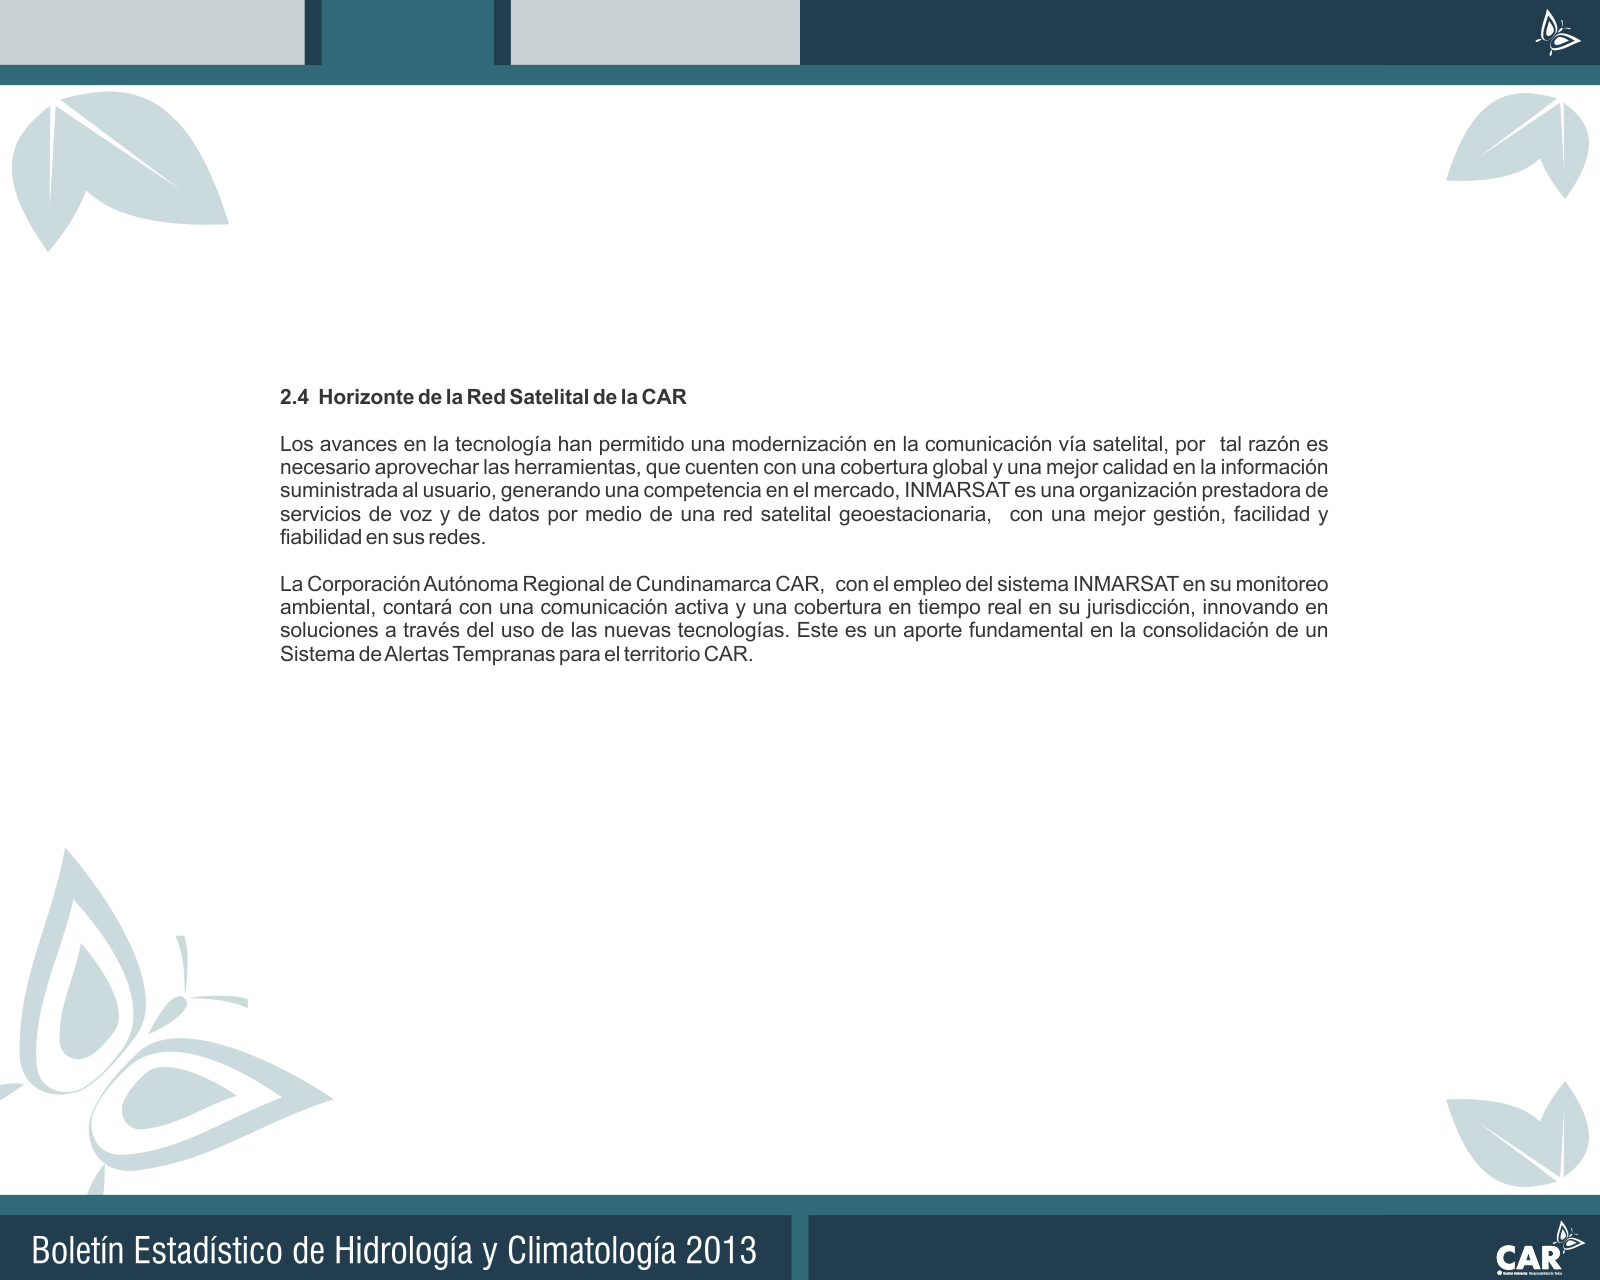 2.4 Horizonte de la Red Satelital de la CAR
Los avances en la tecnología han permitido una modernización en la comunicación vía satelital, por tal razón es
necesario aprovechar las herramientas, que cuenten con una cobertura global y una mejor calidad en la información
suministrada al usuario, generando una competencia en el mercado, INMARSAT es una organización prestadora de
servicios de voz y de datos por medio de una red satelital geoestacionaria, con una mejor gestión, facilidad y
fiabilidad en sus redes.
La Corporación Autónoma Regional de Cundinamarca CAR, con el empleo del sistema INMARSAT en su monitoreo
ambiental, contará con una comunicación activa y una cobertura en tiempo real en su jurisdicción, innovando en
soluciones a través del uso de las nuevas tecnologías. Este es un aporte fundamental en la consolidación de un
Sistema de Alertas Tempranas para el territorio CAR.
Boletín Estadístico de Hidrología y Climatología 2013
CAR